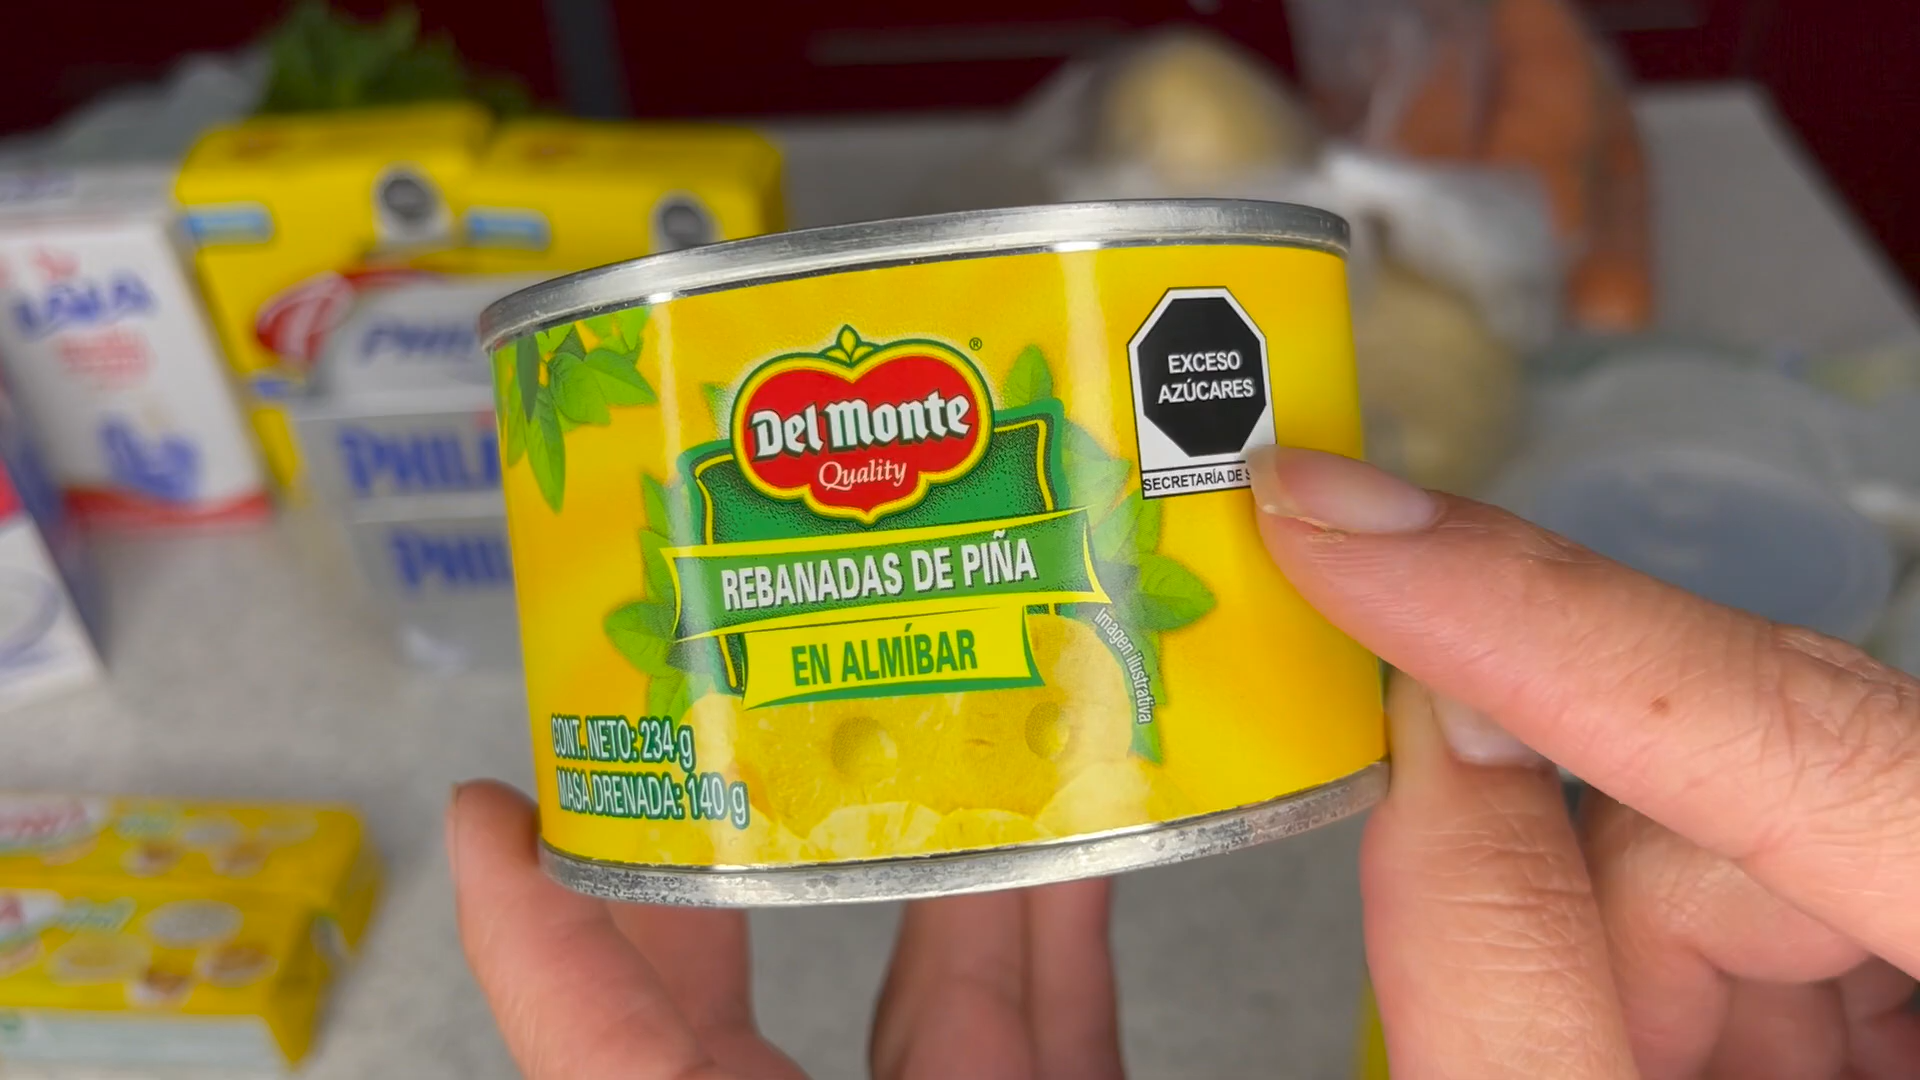 Del Monte
®
Quality
REBANADAS DE PIÑA
EN ALMÍBAR
Imagen ilustrativa
CONT. NETO: 234 g
MASA DRENADA: 140 g
EXCESO
AZÚCARES
SECRETARÍA DE
PHIL
PHIL